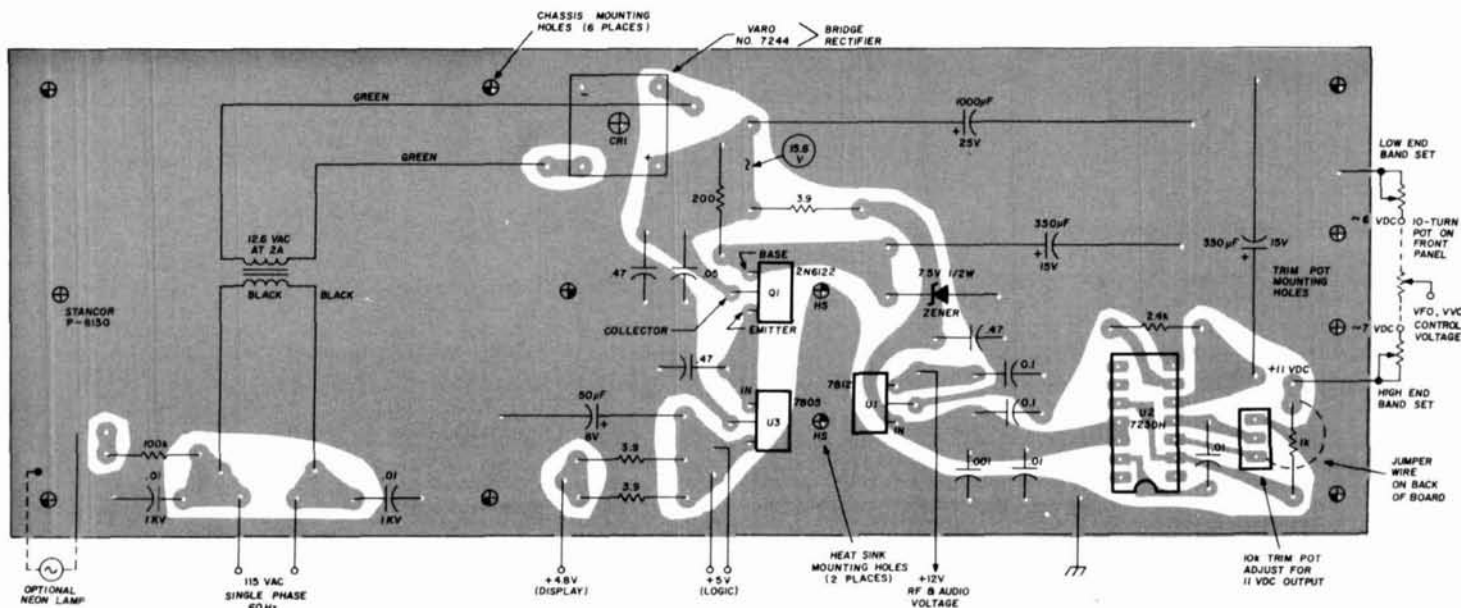 CHASSIS MOUNTING
HOLES (6 PLACES)
VARO
NO. 7244
BRIDGE
RECTIFIER
GREEN
GREEN
-
CR1
+
1000µF
+
25V
15.6
V
200
3.9
LOW END
BAND SET
~6 VDC
10-TURN
POT ON
FRONT
PANEL
12.6 VAC
AT 2A
BLACK
BLACK
STANCOR
.47
.05
BASE
2N6122
Q1
COLLECTOR
EMITTER
HS
350µF
+
15V
330µF
15V
+
TRIM POT
MOUNTING
HOLES
7.5V 1/2W
ZENER
VFO, VVC
CONTROL
VOLTAGE
~7 VDC
.47
.47
2.4k
+11 VDC
HIGH END
BAND SET
50µF
+
6V
IN
7805
U3
HS
7812
U1
IN
0.1
0.1
U2
7230H
1k
.01
JUMPER
WIRE
ON BACK
OF BOARD
100k
.01
1KV
.01
1KV
3.9
3.9
.001
.01
OPTIONAL
NEON LAMP
115 VAC
SINGLE PHASE
60 Hz
+4.8V
(DISPLAY)
+5V
(LOGIC)
HEAT SINK
MOUNTING HOLES
(2 PLACES)
+12V
RF & AUDIO
VOLTAGE
10k TRIM POT
ADJUST FOR
11 VDC OUTPUT